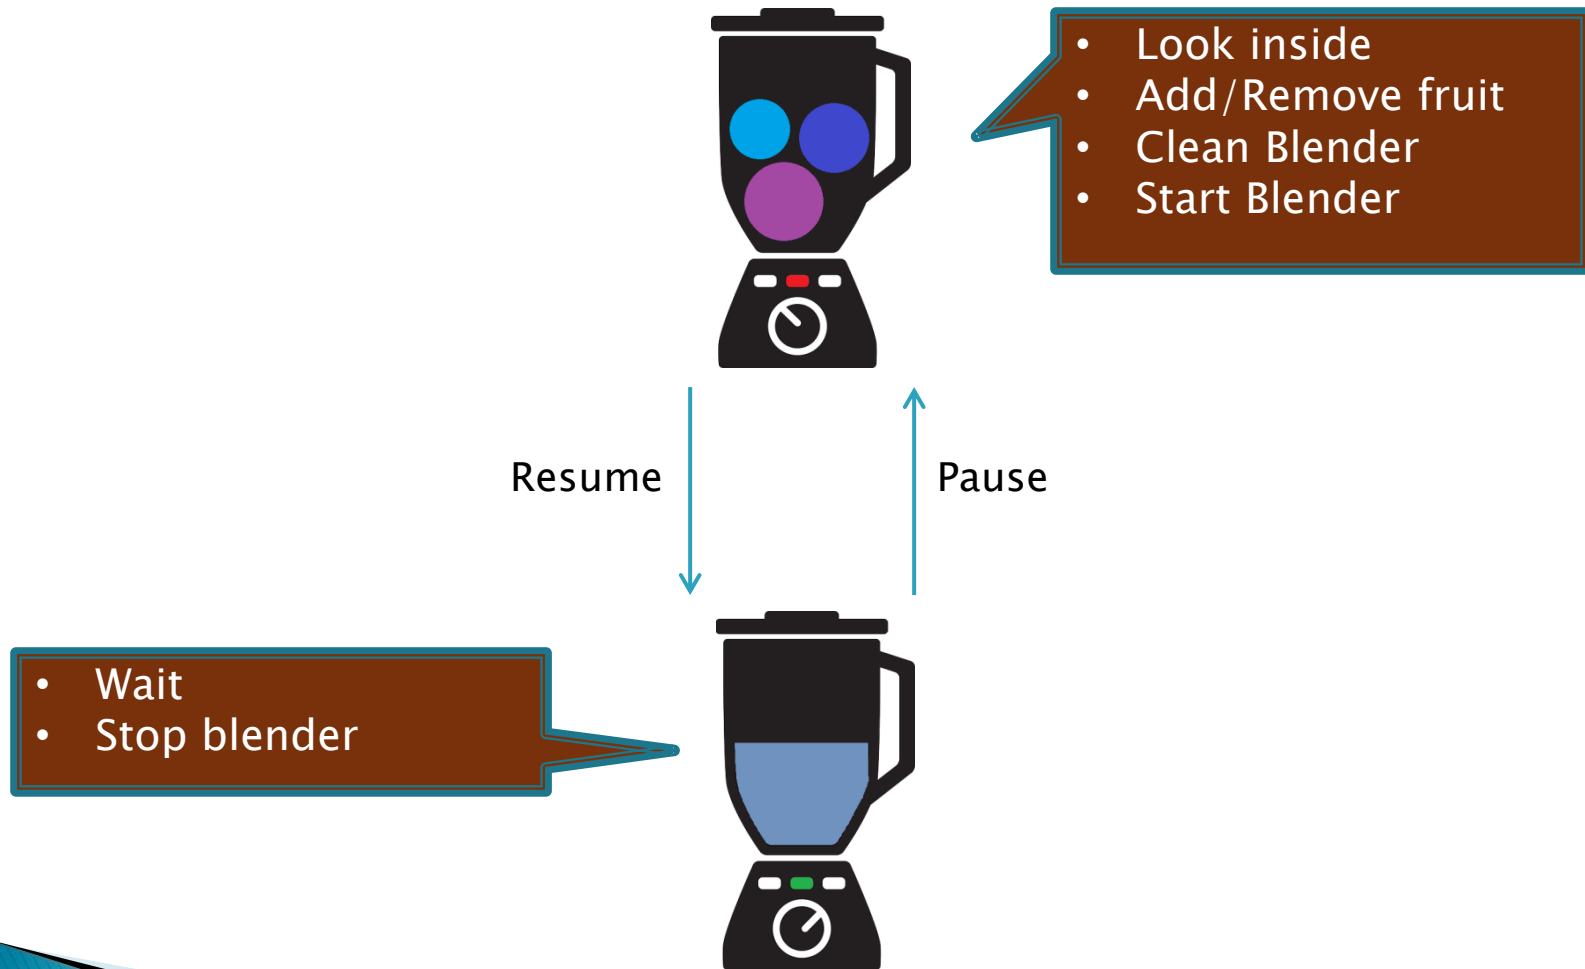 • Look inside
• Add/Remove fruit
• Clean Blender
• Start Blender
Resume
Pause
• Wait
• Stop blender